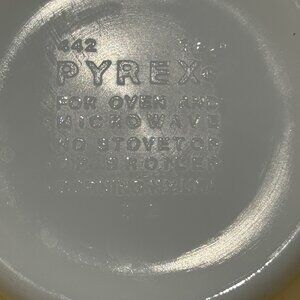 442
PYREX®
FOR OVEN AND
MICROWAVE
NO STOVETOP
OR BROILER